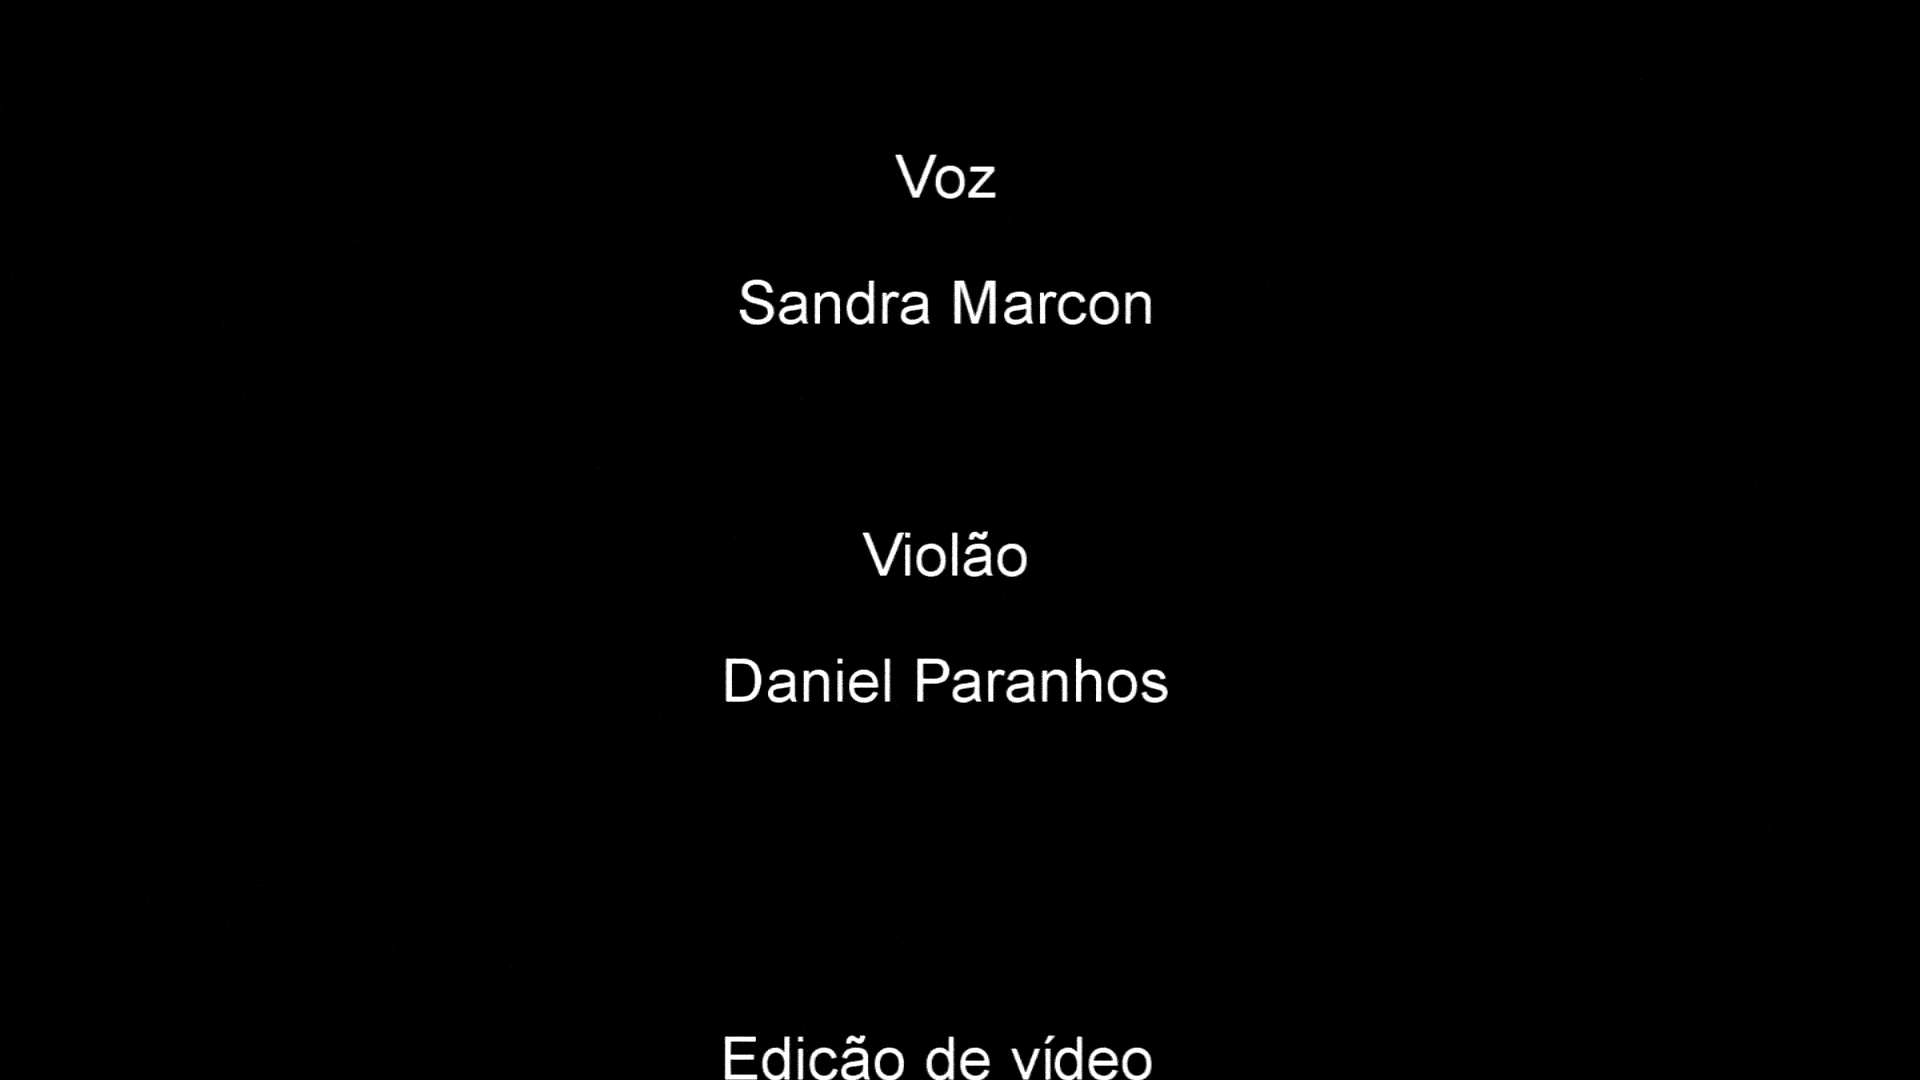 Voz
Sandra Marcon
Violão
Daniel Paranhos
Edição de vídeo